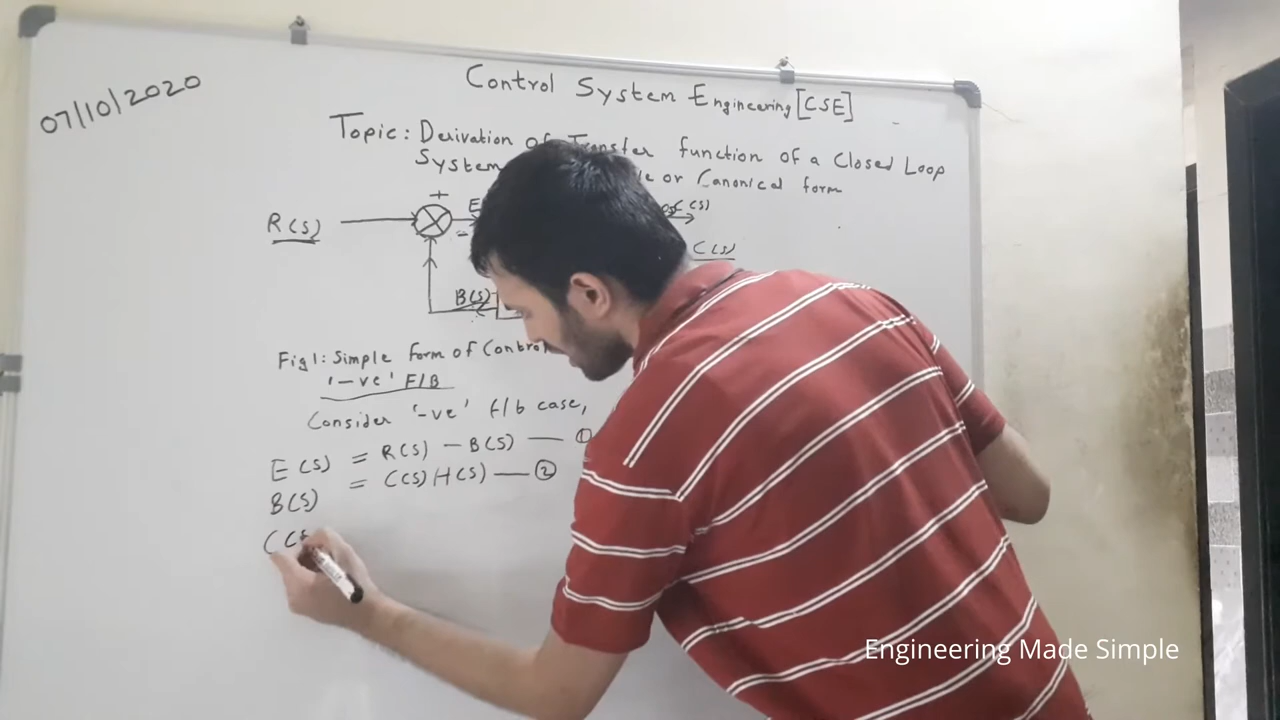 07/10/2020
Control System Engineering [CSE]
Topic: Derivation of Transfer function of a Closed Loop
System or Canonical form
R(S) + E C(S)
- C(S)
B(S)
Fig1: Simple form of Control
'-ve' F/B
Consider '-ve' f/b case,
E(S) = R(S) - B(S) — ①
B(S) = C(S)H(S) — ②
C(S
Engineering Made Simple